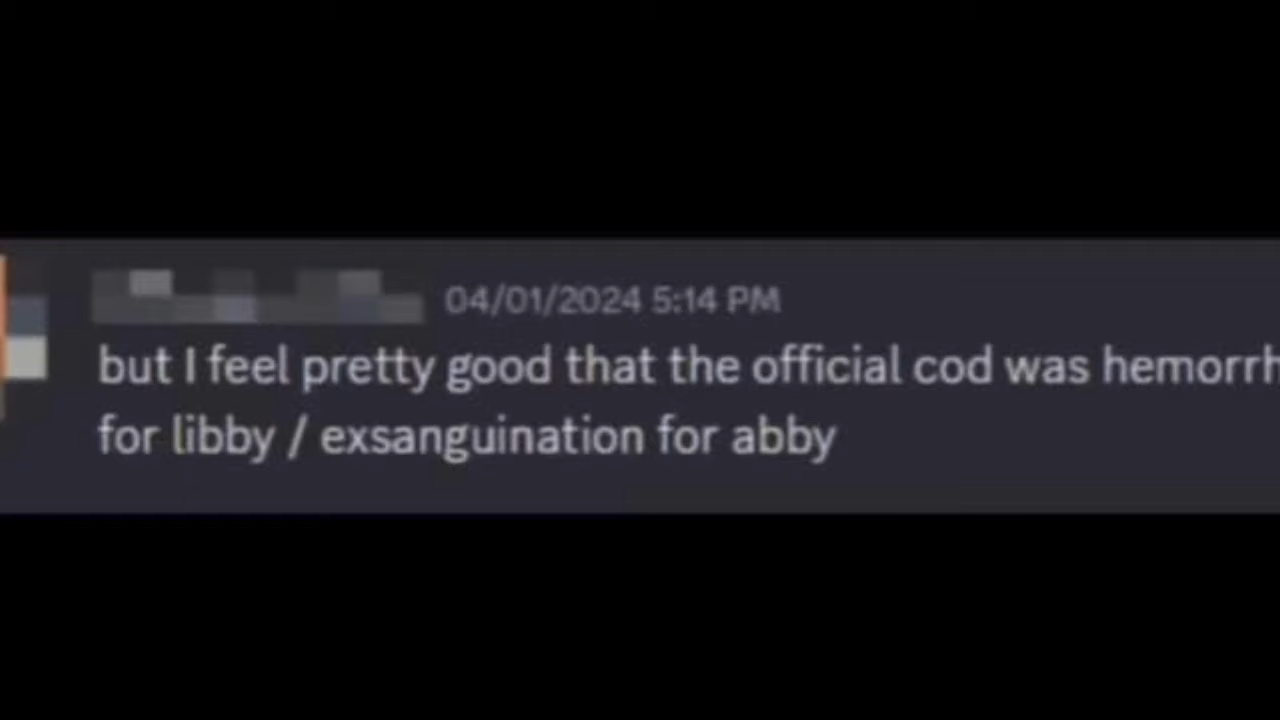 04/01/2024 5:14 PM
but I feel pretty good that the official cod was hemorrh
for libby / exsanguination for abby